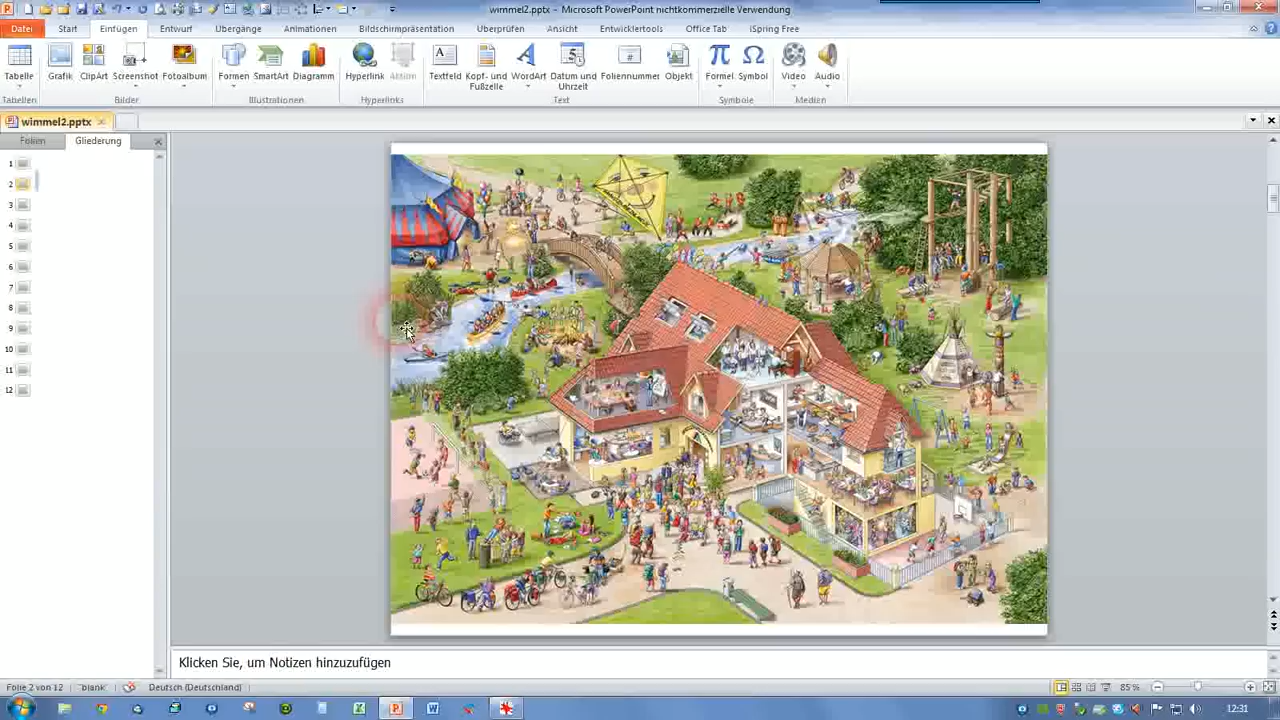 wimmel2.pptx - Microsoft PowerPoint nichtkommerzielle Verwendung
Datei Start Einfügen Entwurf Übergänge Animationen Bildschirmpräsentation Überprüfen Ansicht Entwicklertools Office Tab iSpring Free
Tabelle Grafik ClipArt Screenshot Fotoalbum Formen SmartArt Diagramm Hyperlink Aktion Textfeld Kopf- und Fußzeile WordArt Datum und Uhrzeit Foliennummer Objekt Formel Symbol Video Audio
Tabellen Bilder Illustrationen Hyperlinks Text Symbole Medien
wimmel2.pptx
Folien Gliederung
1
2
3
4
5
6
7
8
9
10
11
12
Klicken Sie, um Notizen hinzuzufügen
Folie 2 von 12 "blank" Deutsch (Deutschland) 85 %
12:31